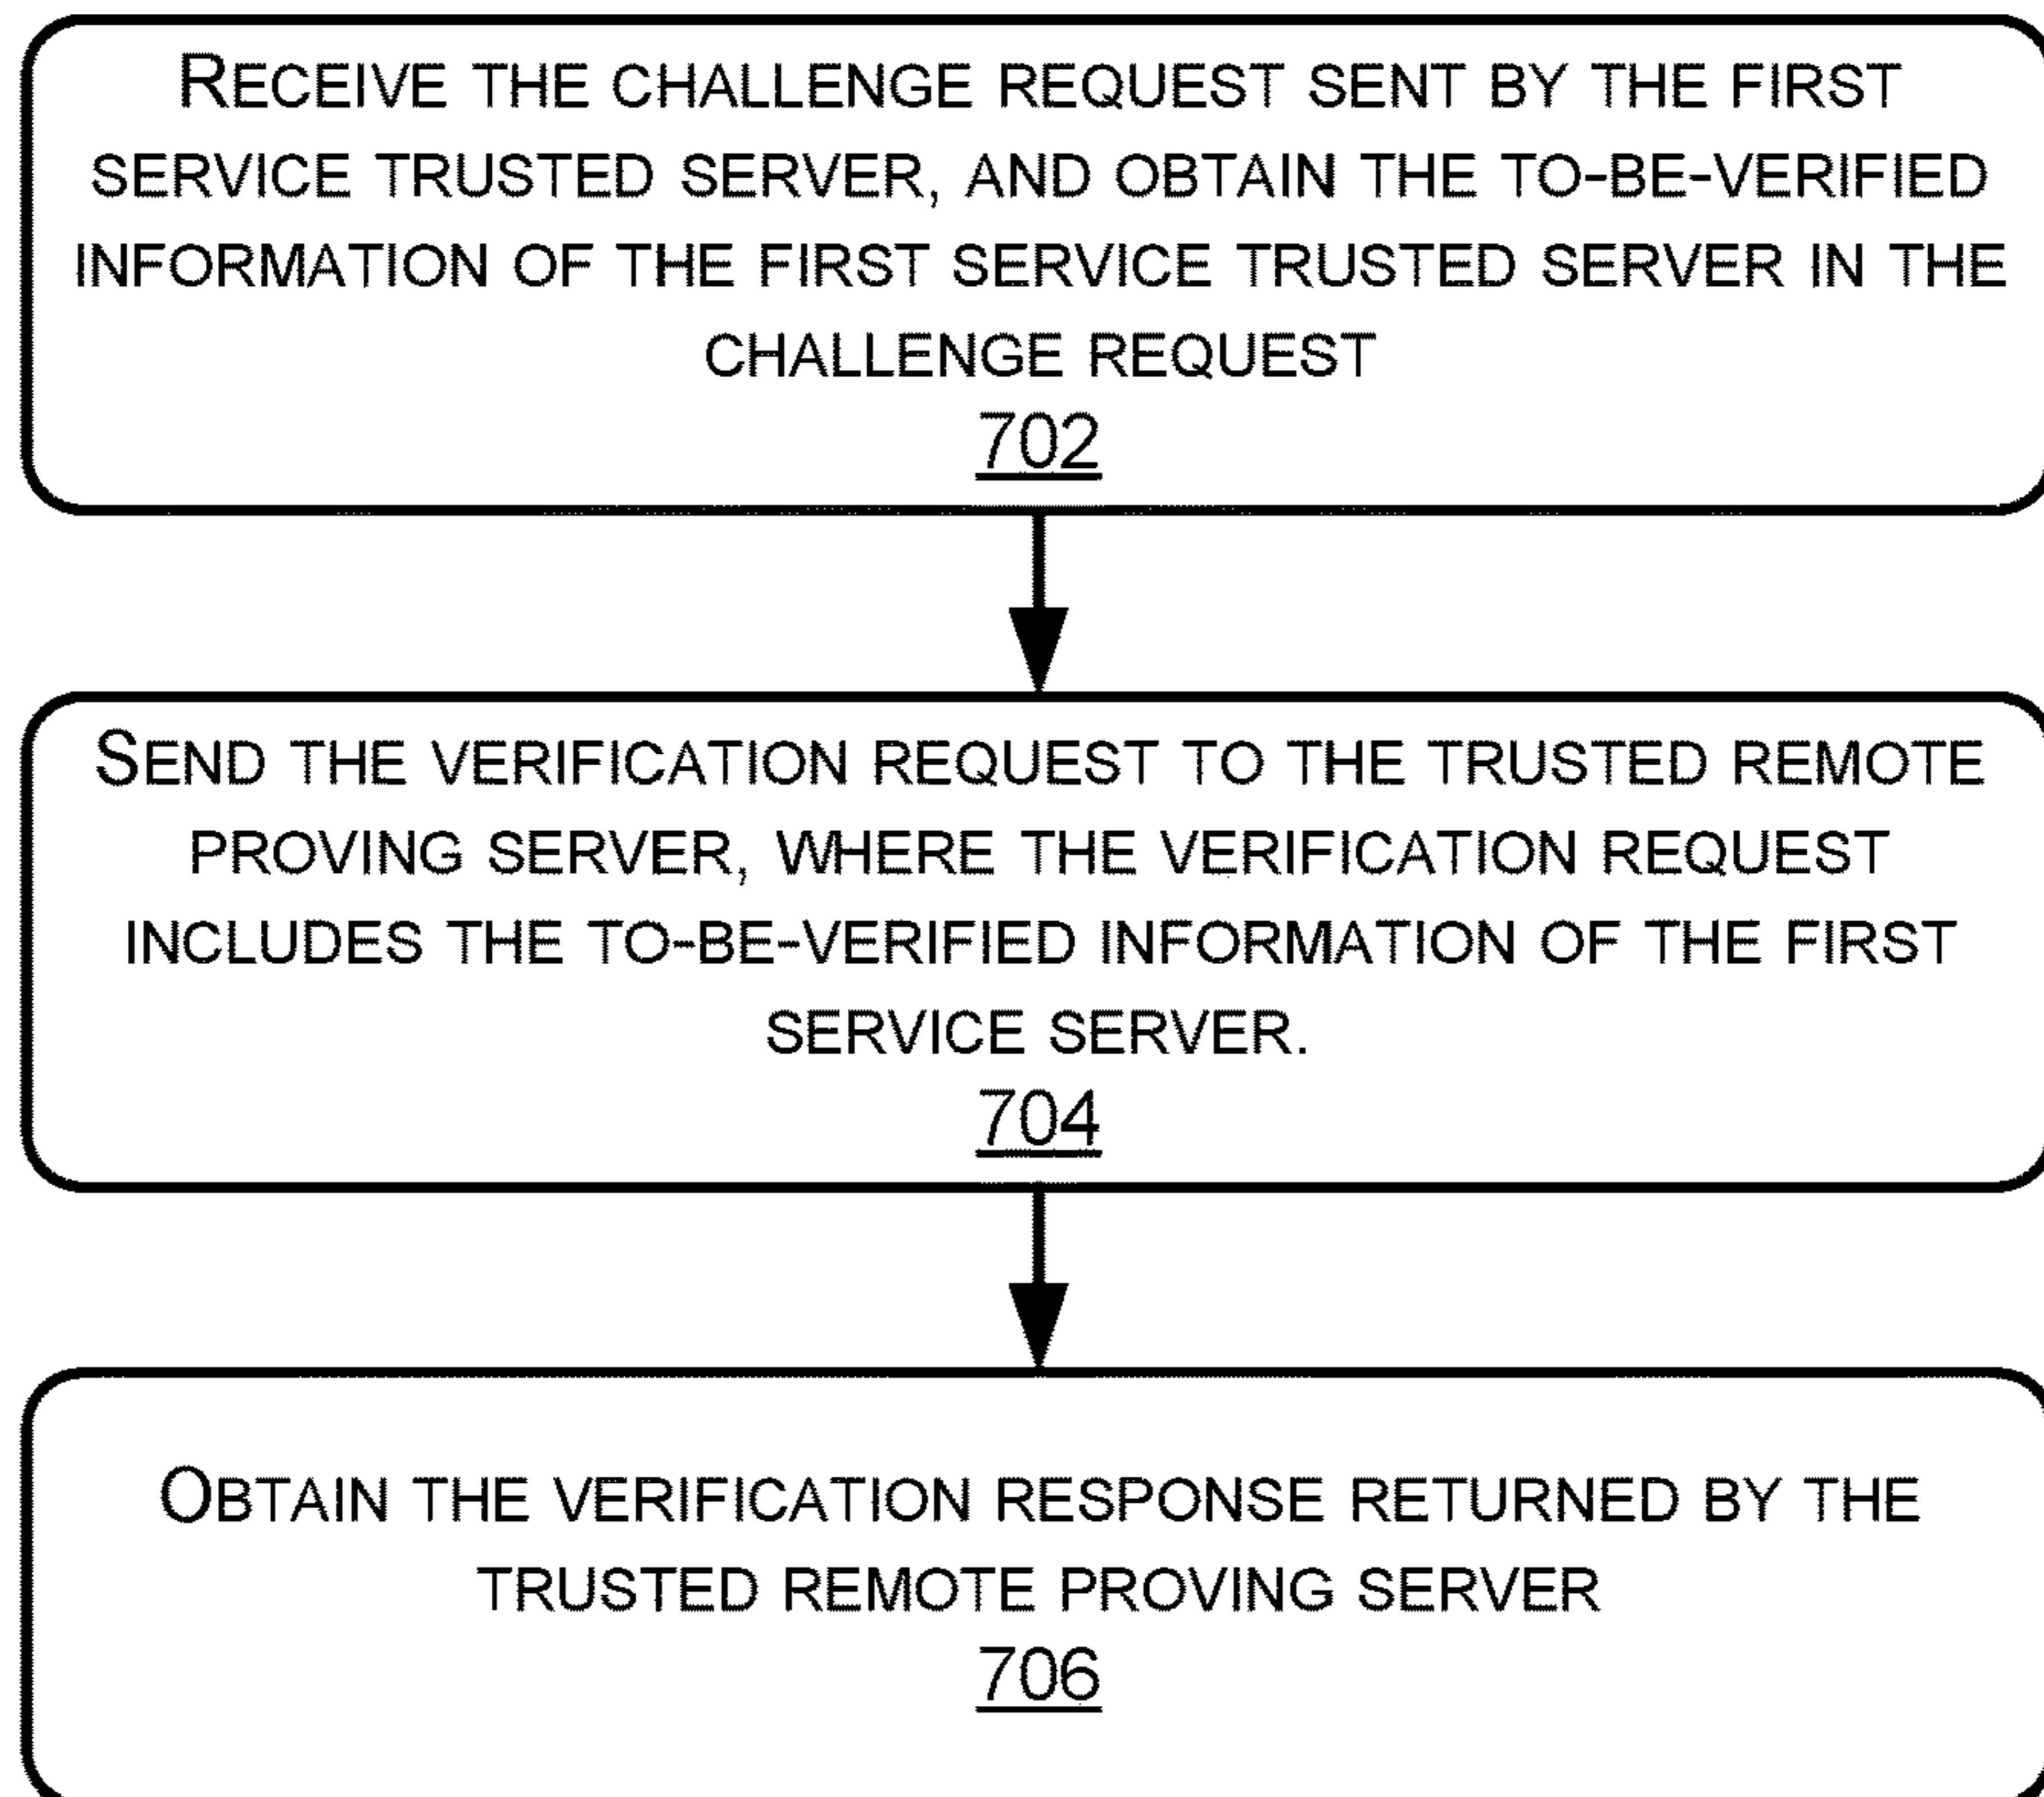 RECEIVE THE CHALLENGE REQUEST SENT BY THE FIRST
SERVICE TRUSTED SERVER, AND OBTAIN THE TO-BE-VERIFIED
INFORMATION OF THE FIRST SERVICE TRUSTED SERVER IN THE
CHALLENGE REQUEST
702
SEND THE VERIFICATION REQUEST TO THE TRUSTED REMOTE
PROVING SERVER, WHERE THE VERIFICATION REQUEST
INCLUDES THE TO-BE-VERIFIED INFORMATION OF THE FIRST
SERVICE SERVER.
704
OBTAIN THE VERIFICATION RESPONSE RETURNED BY THE
TRUSTED REMOTE PROVING SERVER
706